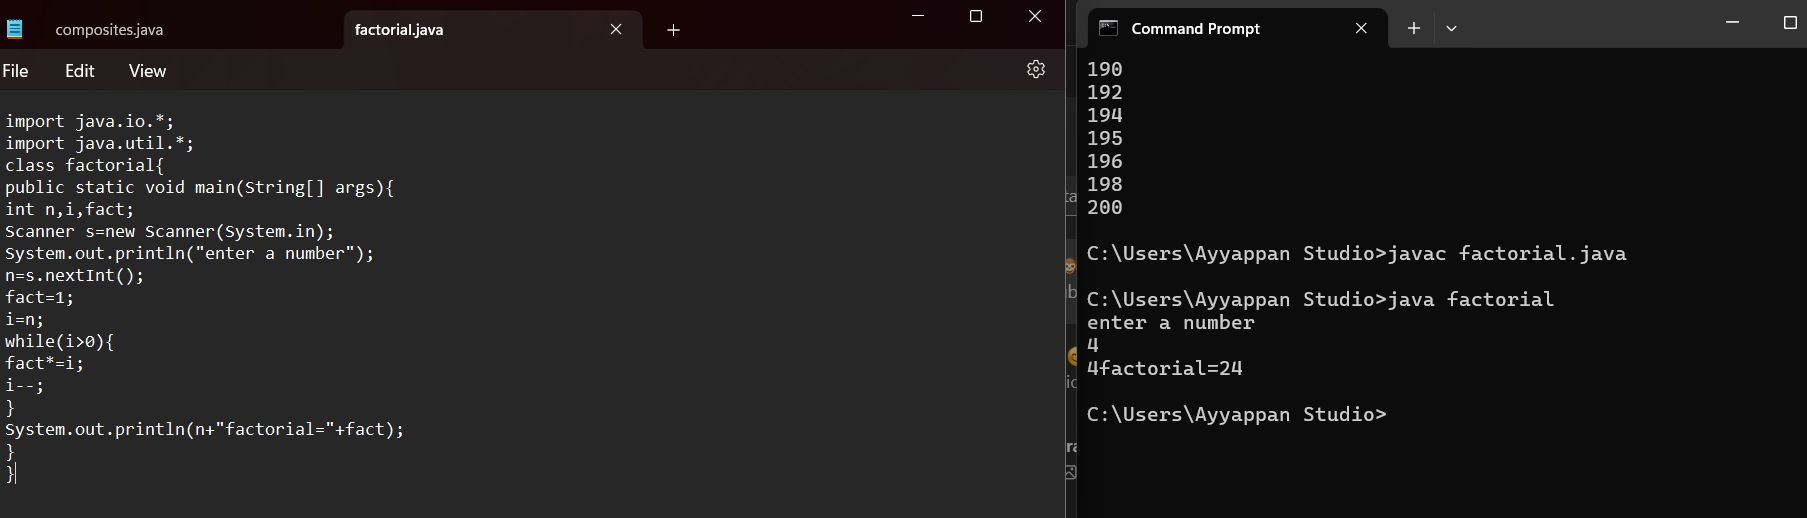 composites.java
factorial.java
File Edit View
import java.io.*;
import java.util.*;
class factorial{
public static void main(String[] args){
int n,i,fact;
Scanner s=new Scanner(System.in);
System.out.println("enter a number");
n=s.nextInt();
fact=1;
i=n;
while(i>0){
fact*=i;
i--;
}
System.out.println(n+"factorial="+fact);
}
}
Command Prompt
190
192
194
195
196
198
200
C:\Users\Ayyappan Studio>javac factorial.java
C:\Users\Ayyappan Studio>java factorial
enter a number
4
4factorial=24
C:\Users\Ayyappan Studio>